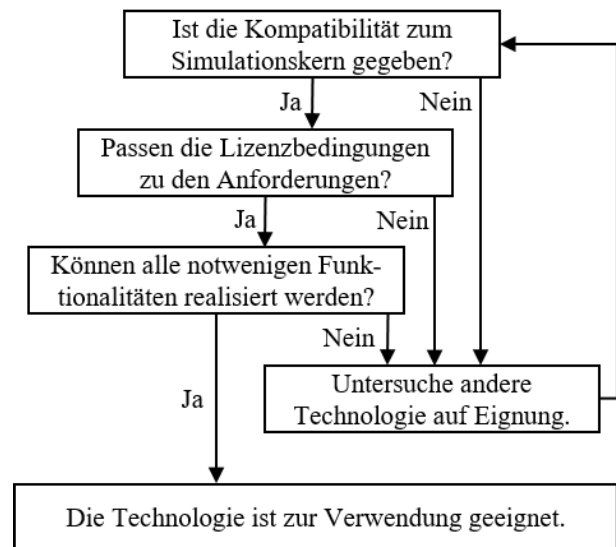 Ist die Kompatibilität zum
Simulationskern gegeben?
Ja
Nein
Passen die Lizenzbedingungen
zu den Anforderungen?
Ja
Nein
Können alle notwenigen Funk-
tionalitäten realisiert werden?
Nein
Ja
Untersuche andere
Technologie auf Eignung.
Die Technologie ist zur Verwendung geeignet.